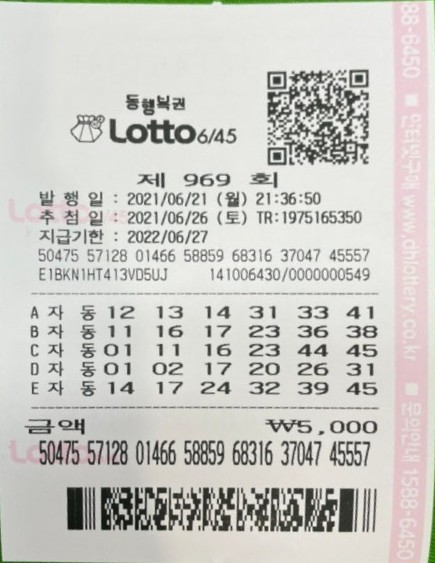 동행복권
Lotto 6/45
제 969 회
발 행 일 : 2021/06/21 (월) 21:36:50
추 첨 일 : 2021/06/26 (토) TR:1975165350
지급기한 : 2022/06/27
50475 57128 01466 58859 68316 37047 45557
E1BKN1HT413VD5UJ 141006430/0000000549
A 자 동 12 13 14 31 33 41
B 자 동 11 16 17 23 36 38
C 자 동 01 11 16 23 44 45
D 자 동 01 02 17 20 26 31
E 자 동 14 17 24 32 39 45
금액 ₩5,000
50475 57128 01466 58859 68316 37047 45557
88-6450 ■ 인터넷구매 www.dhlottery.co.kr ■ 문의안내 1588-6450